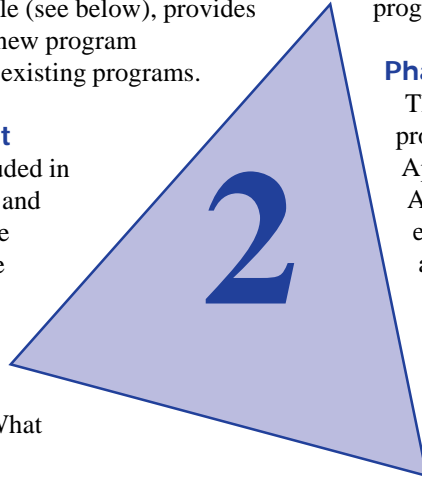 le (see below), provides
new program
existing programs.
t
uded in
and
e
e
What
2
prog
Pha
T
pro
A
A
e
a